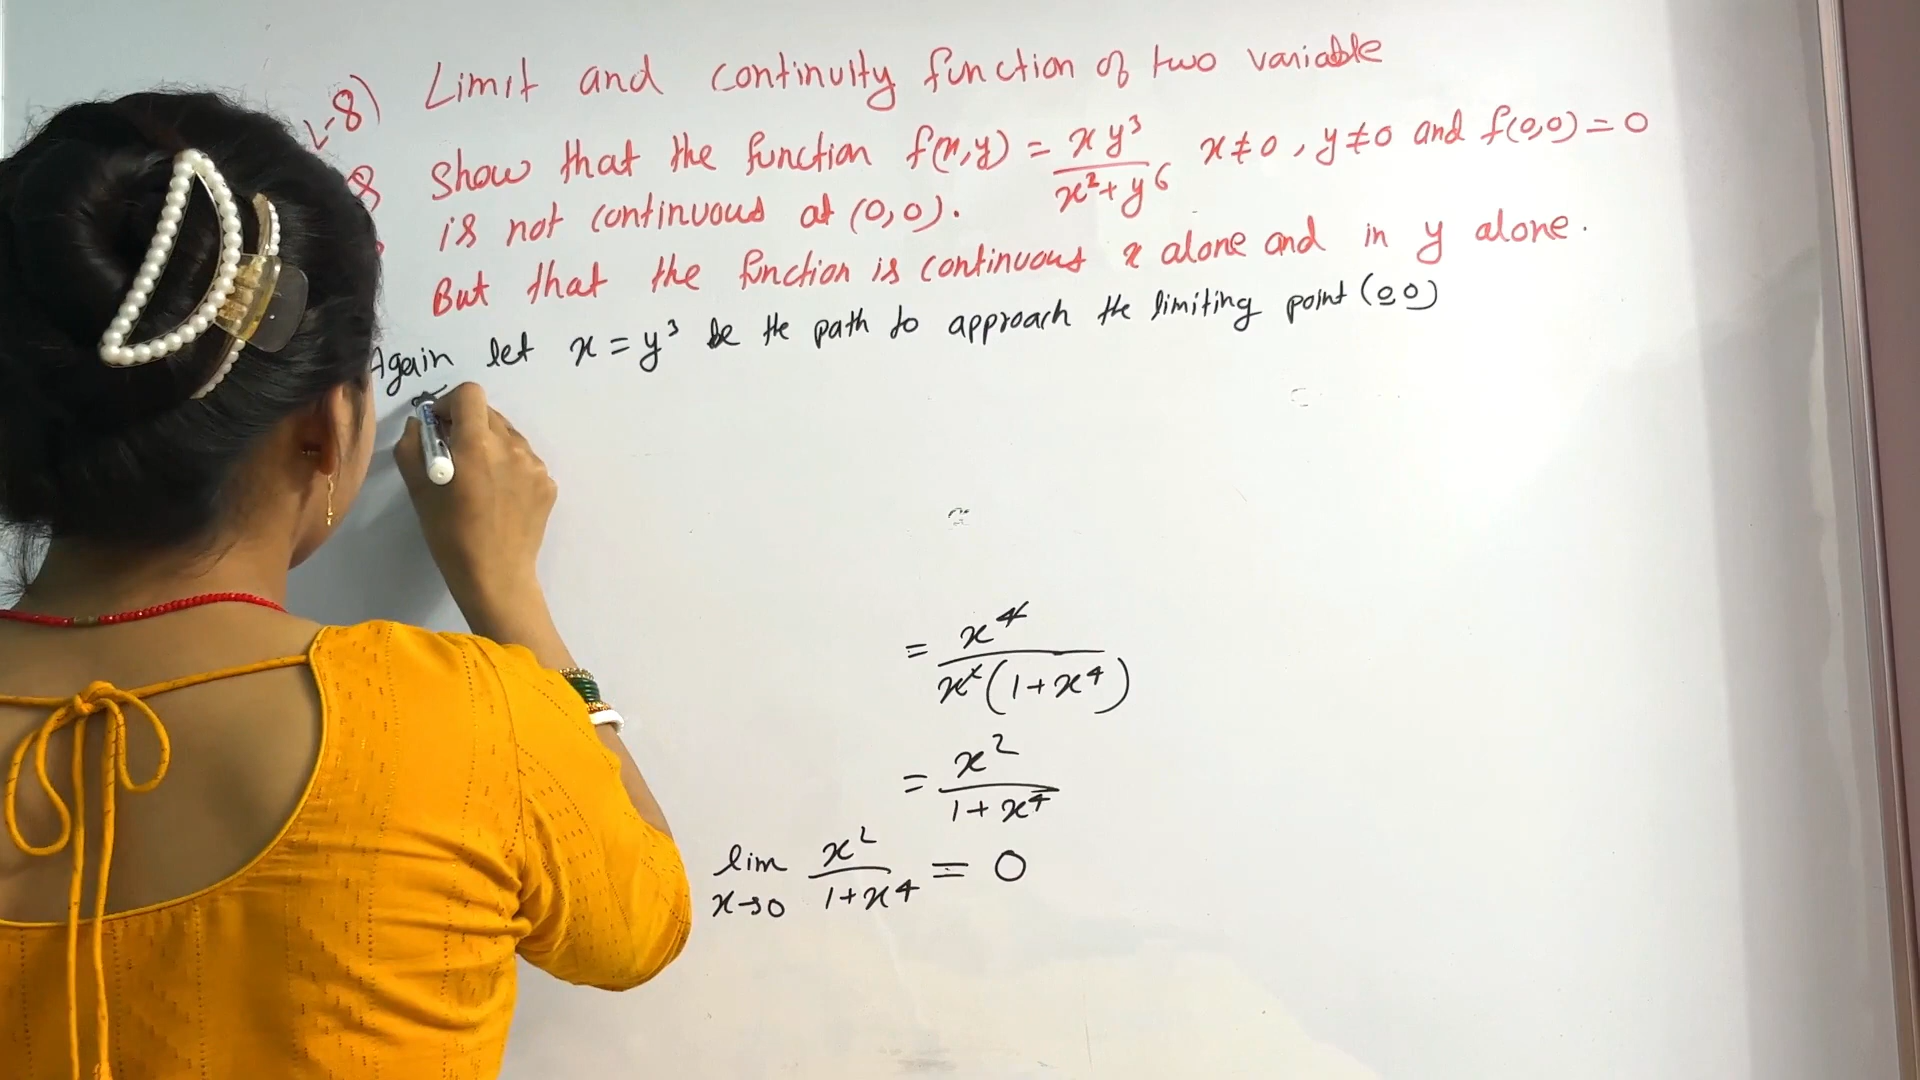 L-8) Limit and continuity function of two variable
8 Show that the function f(x,y) = xy³/(x²+y⁶) x≠0, y≠0 and f(0,0)=0
is not continuous at (0,0).
But that the function is continuous x alone and in y alone.
Again let x = y³ be the path to approach the limiting point (0,0)
= x⁴/(x²(1+x⁴))
= x²/(1+x⁴)
lim x→0 x²/(1+x⁴) = 0